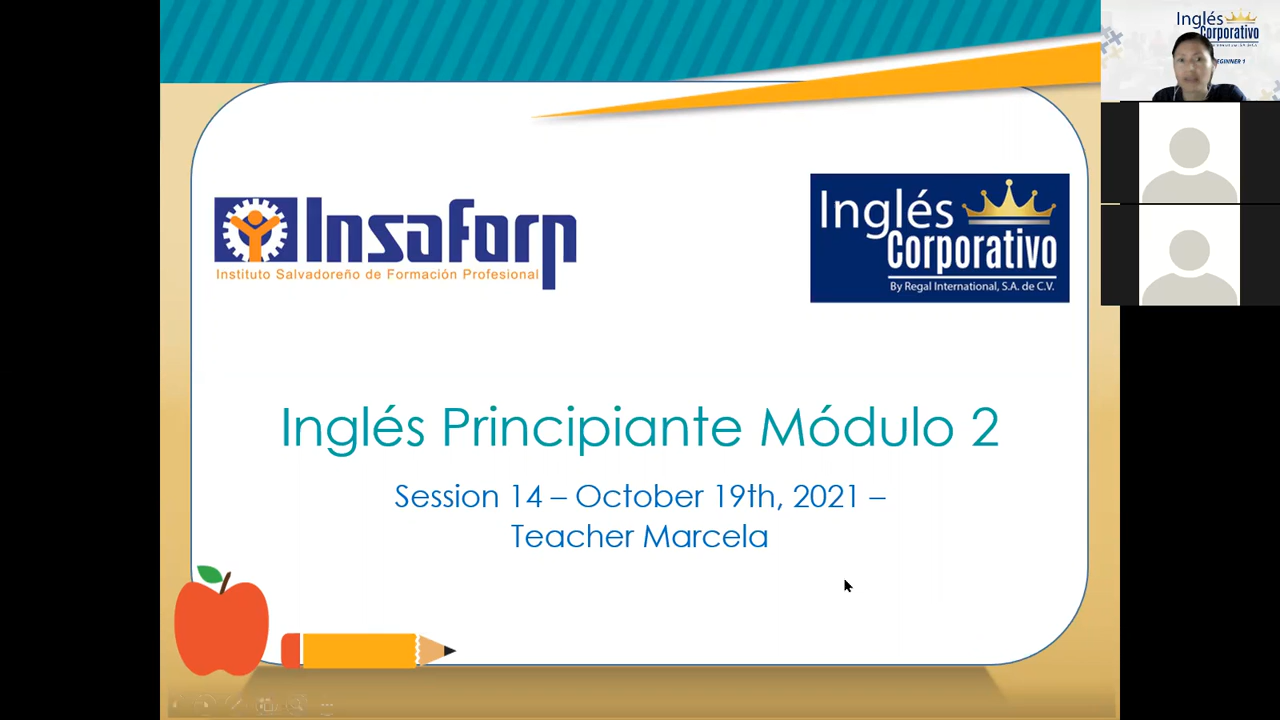 Insaforp
Instituto Salvadoreño de Formación Profesional
Inglés
Corporativo
By Regal International, S.A. de C.V.
Inglés Principiante Módulo 2
Session 14 – October 19th, 2021 –
Teacher Marcela
Inglés
Corporativo